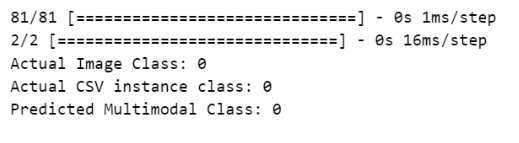 81/81 [==============================] - 0s 1ms/step
2/2 [==============================] - 0s 16ms/step
Actual Image Class: 0
Actual CSV instance class: 0
Predicted Multimodal Class: 0